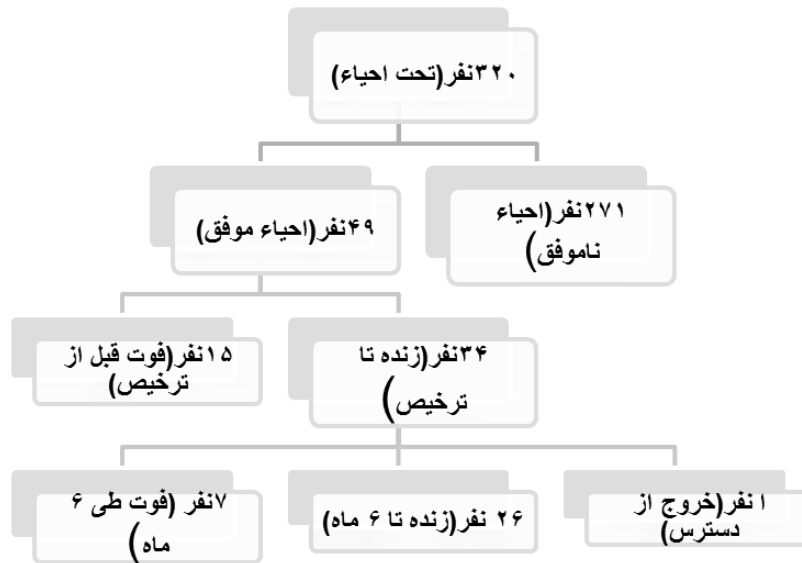 ۳۲۰نفر(تحت احیاء)
۲۷۱نفر(احیاء
ناموفق)
۴۹نفر(احیاء موفق)
۳۴نفر(زنده تا
ترخیص)
۱۵نفر(فوت قبل از
ترخیص)
۱ نفر(خروج از
دسترس)
۲۶ نفر(زنده تا ۶ ماه)
۷نفر (فوت طی ۶
ماه)